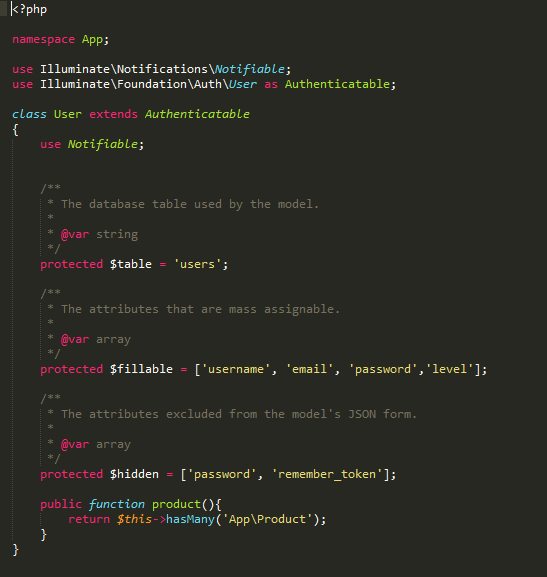 <?php
namespace App;
use Illuminate\Notifications\Notifiable;
use Illuminate\Foundation\Auth\User as Authenticatable;
class User extends Authenticatable
{
    use Notifiable;
    /**
     * The database table used by the model.
     *
     * @var string
     */
    protected $table = 'users';
    /**
     * The attributes that are mass assignable.
     *
     * @var array
     */
    protected $fillable = ['username', 'email', 'password','level'];
    /**
     * The attributes excluded from the model's JSON form.
     *
     * @var array
     */
    protected $hidden = ['password', 'remember_token'];
    public function product(){
        return $this->hasMany('App\Product');
    }
}